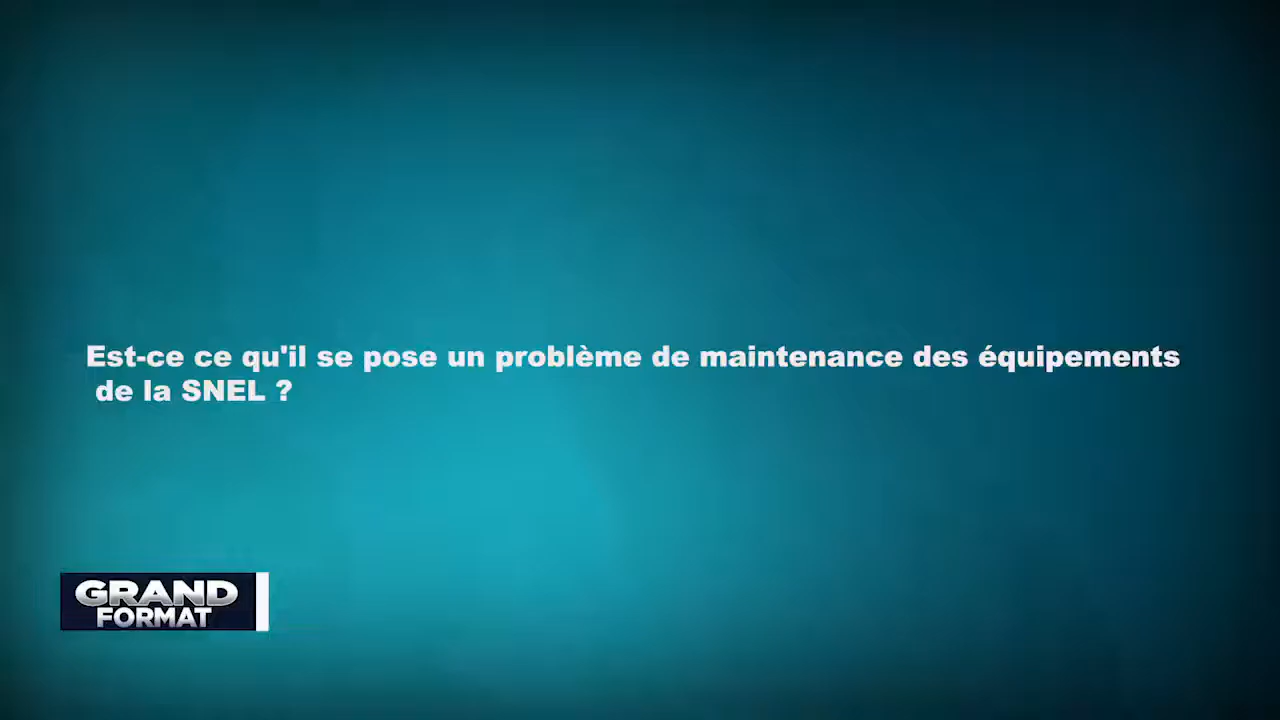 Est-ce ce qu'il se pose un problème de maintenance des équipements
de la SNEL ?
GRAND
FORMAT